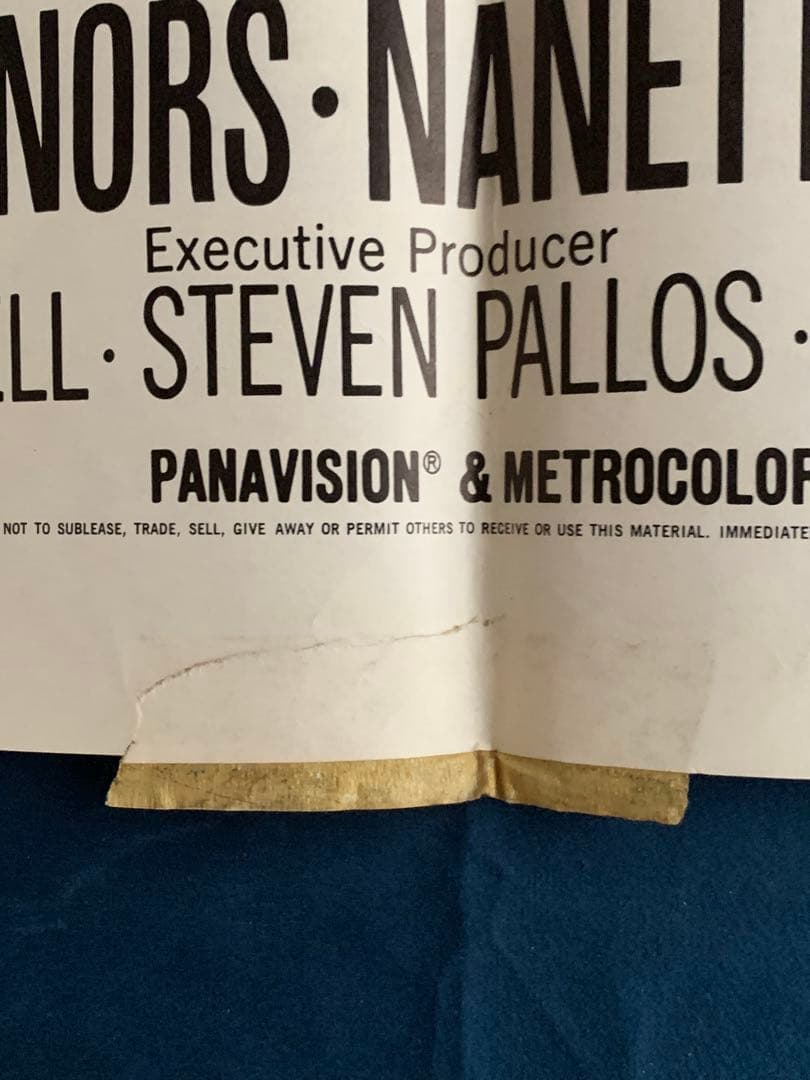 NORS · NANET
Executive Producer
ELL · STEVEN PALLOS ·
PANAVISION® & METROCOLOR
NOT TO SUBLEASE, TRADE, SELL, GIVE AWAY OR PERMIT OTHERS TO RECEIVE OR USE THIS MATERIAL. IMMEDIATE